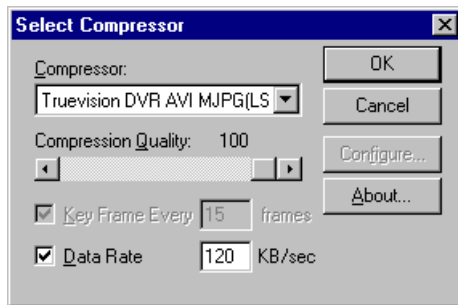 Select Compressor
Compressor:
Truevision DVR AVI MJPG(LS
Compression Quality: 100
Key Frame Every 15 frames
Data Rate 120 KB/sec
OK
Cancel
Configure...
About...